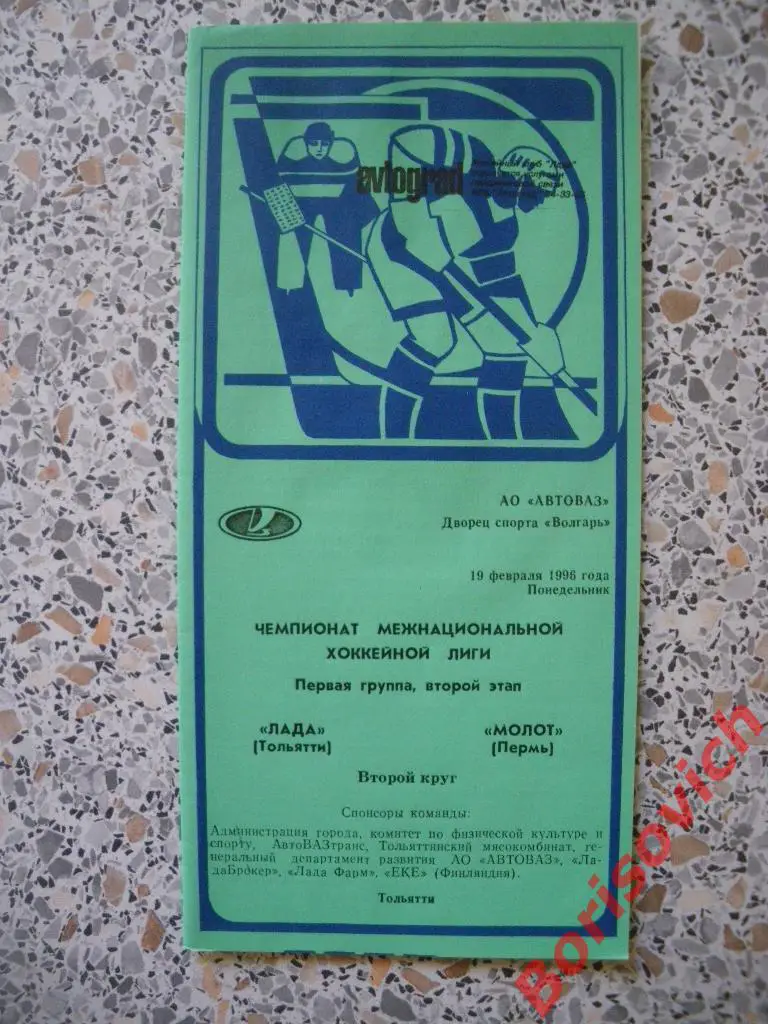 avtograd
АО «АВТОВАЗ»
Дворец спорта «Волгарь»
19 февраля 1996 года
Понедельник
ЧЕМПИОНАТ МЕЖНАЦИОНАЛЬНОЙ
ХОККЕЙНОЙ ЛИГИ
Первая группа, второй этап
«ЛАДА» «МОЛОТ»
(Тольятти) (Пермь)
Второй круг
Спонсоры команды:
Администрация города, комитет по физической культуре и
спорту, АвтоВАЗтранс, Тольяттинский мясокомбинат, ге-
неральный департамент развития АО «АВТОВАЗ», «Ла-
даБрокер», «Лада Фарм», «ЕКЕ» (Финляндия).
Тольятти
Borisovich